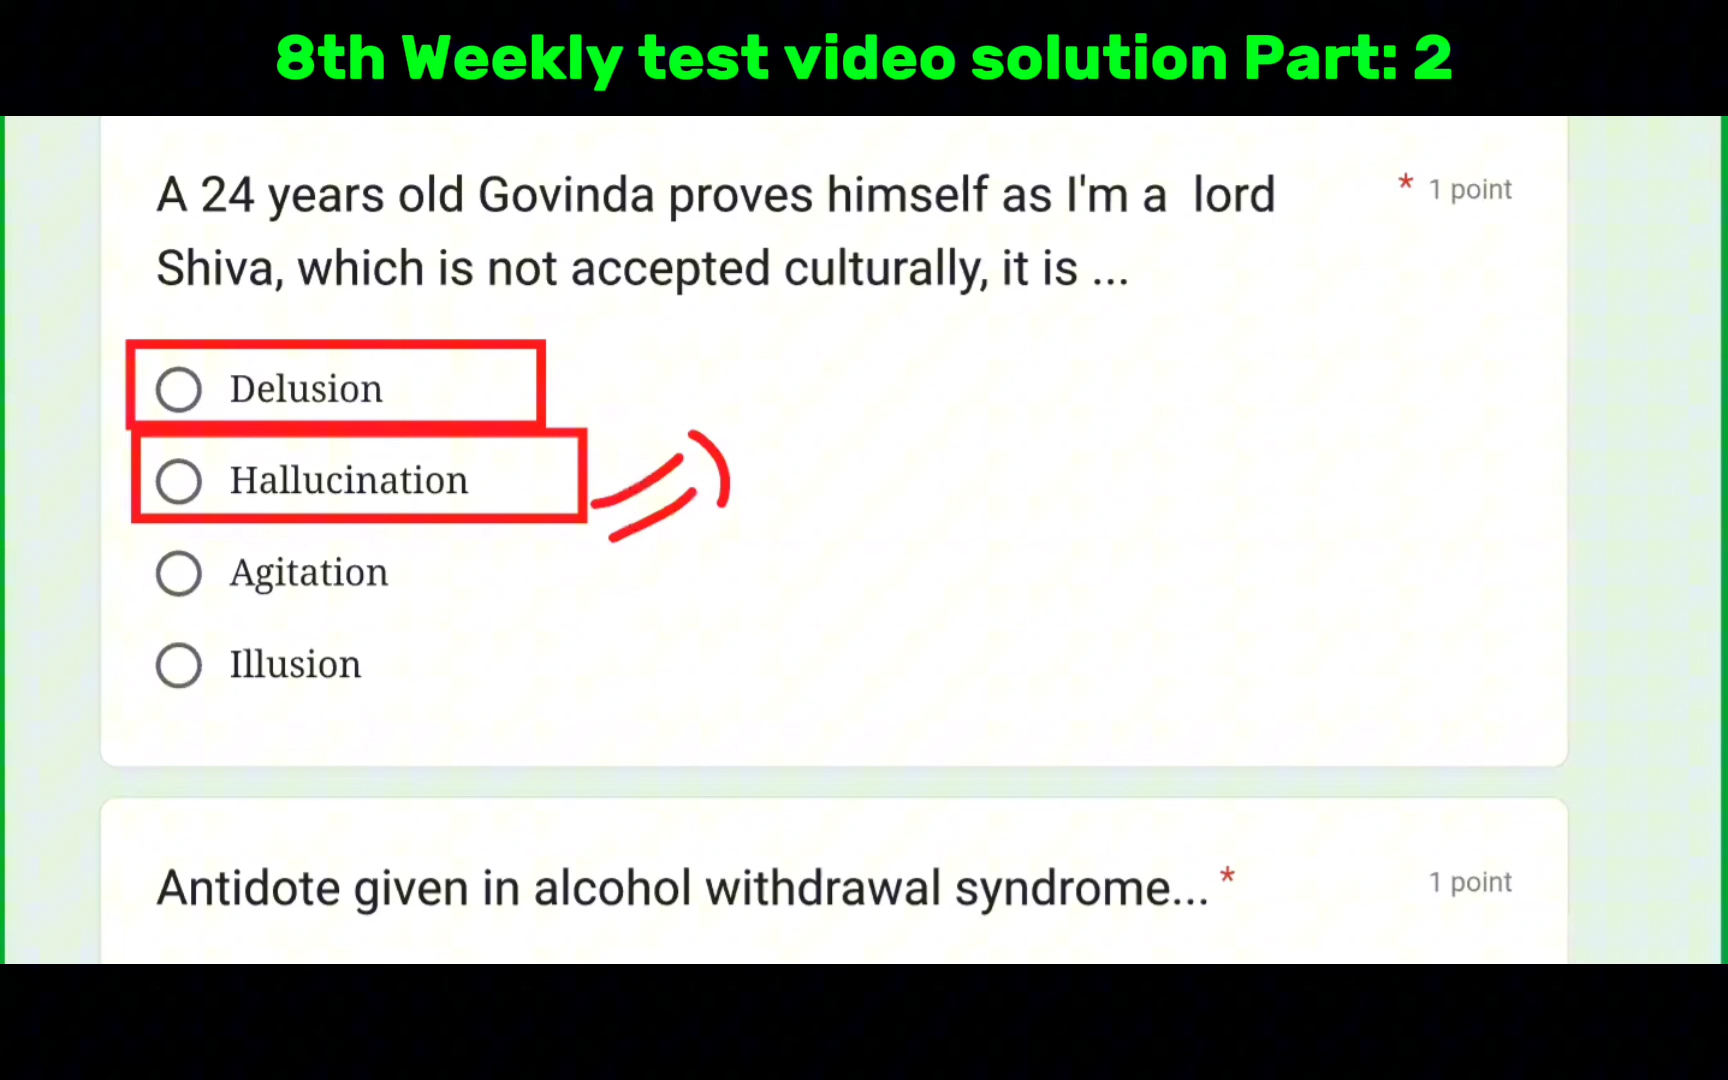 8th Weekly test video solution Part: 2
A 24 years old Govinda proves himself as I'm a lord * 1 point
Shiva, which is not accepted culturally, it is ...
Delusion
Hallucination
Agitation
Illusion
Antidote given in alcohol withdrawal syndrome... * 1 point